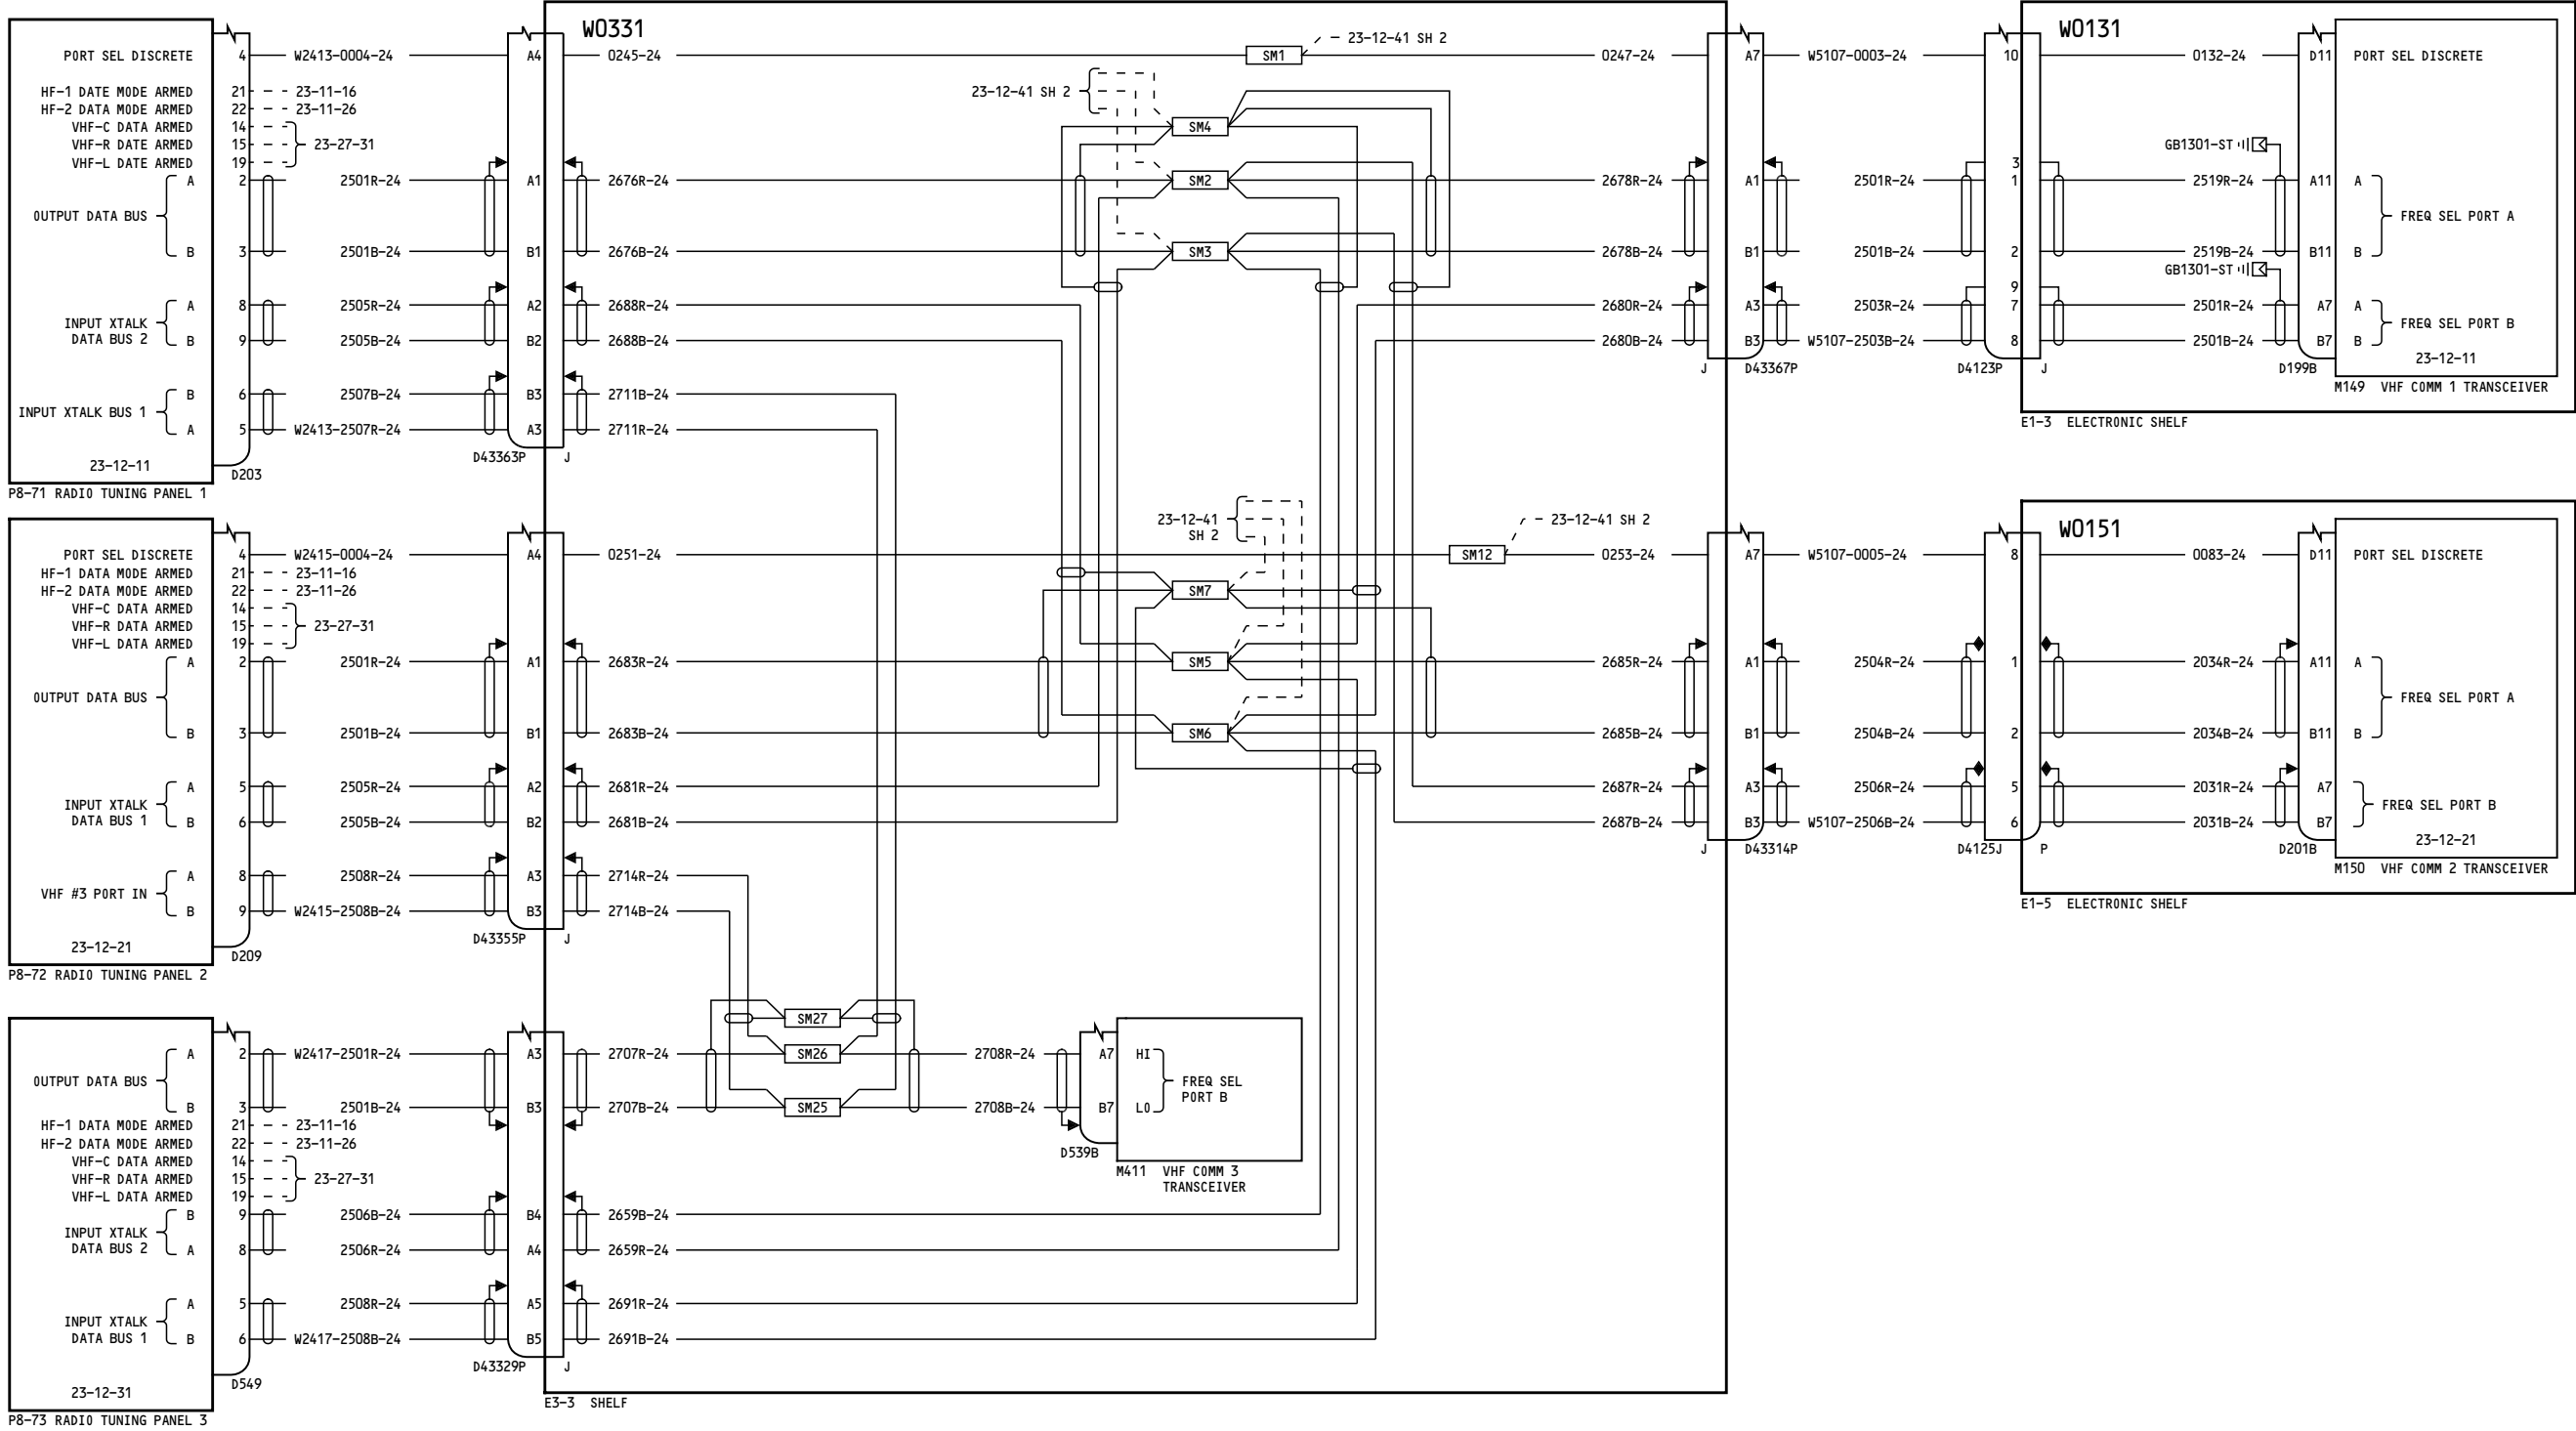 W0331
W0131
23-12-41 SH 2
PORT SEL DISCRETE 4 W2413-0004-24 A4 0245-24 SM1 0247-24 A7 W5107-0003-24 10 0132-24 D11 PORT SEL DISCRETE
HF-1 DATE MODE ARMED 21 23-11-16 23-12-41 SH 2
HF-2 DATA MODE ARMED 22 23-11-26
VHF-C DATA ARMED 14 SM4
VHF-R DATE ARMED 15 23-27-31 GB1301-ST
VHF-L DATE ARMED 19 3
A 2 2501R-24 A1 2676R-24 SM2 2678R-24 A1 2501R-24 1 2519R-24 A11 A
OUTPUT DATA BUS FREQ SEL PORT A
B 3 2501B-24 B1 2676B-24 SM3 2678B-24 B1 2501B-24 2 2519B-24 B11 B
GB1301-ST
9
A 8 2505R-24 A2 2688R-24 2680R-24 A3 2503R-24 7 2501R-24 A7 A
INPUT XTALK FREQ SEL PORT B
DATA BUS 2 B 9 2505B-24 B2 2688B-24 2680B-24 B3 W5107-2503B-24 8 2501B-24 B7 B
23-12-11
J D43367P D4123P J D199B
M149 VHF COMM 1 TRANSCEIVER
B 6 2507B-24 B3 2711B-24
INPUT XTALK BUS 1
E1-3 ELECTRONIC SHELF
A 5 W2413-2507R-24 A3 2711R-24
D43363P J
23-12-11
D203
P8-71 RADIO TUNING PANEL 1
23-12-41
SH 2
23-12-41 SH 2
W0151
PORT SEL DISCRETE 4 W2415-0004-24 A4 0251-24 SM12 0253-24 A7 W5107-0005-24 8 0083-24 D11 PORT SEL DISCRETE
HF-1 DATA MODE ARMED 21 23-11-16
HF-2 DATA MODE ARMED 22 23-11-26 SM7
VHF-C DATA ARMED 14
VHF-R DATA ARMED 15 23-27-31
VHF-L DATA ARMED 19
A 2 2501R-24 A1 2683R-24 SM5 2685R-24 A1 2504R-24 1 2034R-24 A11 A
OUTPUT DATA BUS FREQ SEL PORT A
B 3 2501B-24 B1 2683B-24 SM6 2685B-24 B1 2504B-24 2 2034B-24 B11 B
A 5 2505R-24 A2 2681R-24 2687R-24 A3 2506R-24 5 2031R-24 A7
INPUT XTALK FREQ SEL PORT B
DATA BUS 1 B 6 2505B-24 B2 2681B-24 2687B-24 B3 W5107-2506B-24 6 2031B-24 B7
23-12-21
J D43314P D4125J P D201B
M150 VHF COMM 2 TRANSCEIVER
A 8 2508R-24 A3 2714R-24
VHF #3 PORT IN
E1-5 ELECTRONIC SHELF
B 9 W2415-2508B-24 B3 2714B-24
D43355P J
23-12-21
D209
P8-72 RADIO TUNING PANEL 2
SM27
A 2 W2417-2501R-24 A3 2707R-24 SM26 2708R-24 A7 HI
OUTPUT DATA BUS FREQ SEL
PORT B
B 3 2501B-24 B3 2707B-24 SM25 2708B-24 B7 LO
HF-1 DATA MODE ARMED 21 23-11-16
HF-2 DATA MODE ARMED 22 23-11-26
D539B
VHF-C DATA ARMED 14
M411 VHF COMM 3
TRANSCEIVER
VHF-R DATA ARMED 15 23-27-31
VHF-L DATA ARMED 19
B 9 2506B-24 B4 2659B-24
INPUT XTALK
DATA BUS 2 A 8 2506R-24 A4 2659R-24
A 5 2508R-24 A5 2691R-24
INPUT XTALK
DATA BUS 1 B 6 W2417-2508B-24 B5 2691B-24
D43329P J
D549
23-12-31
E3-3 SHELF
P8-73 RADIO TUNING PANEL 3